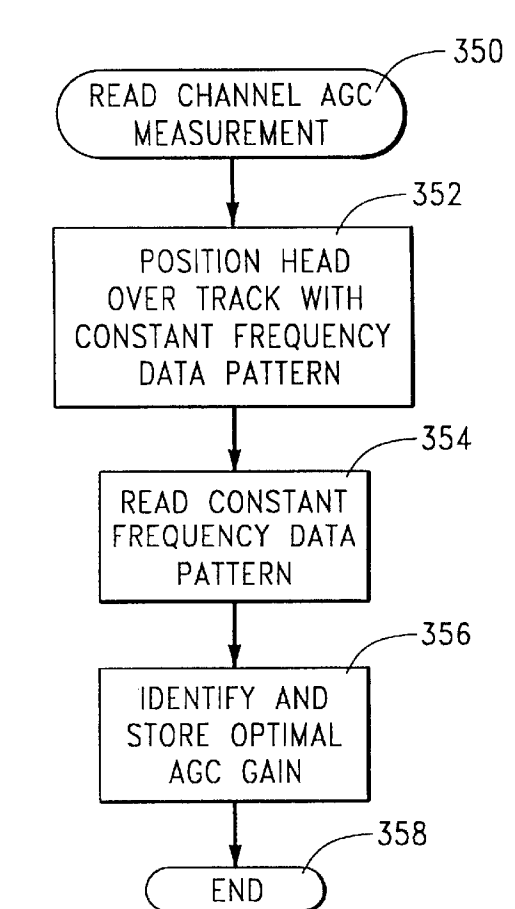 350
READ CHANNEL AGC
MEASUREMENT
352
POSITION HEAD
OVER TRACK WITH
CONSTANT FREQUENCY
DATA PATTERN
354
READ CONSTANT
FREQUENCY DATA
PATTERN
356
IDENTIFY AND
STORE OPTIMAL
AGC GAIN
358
END